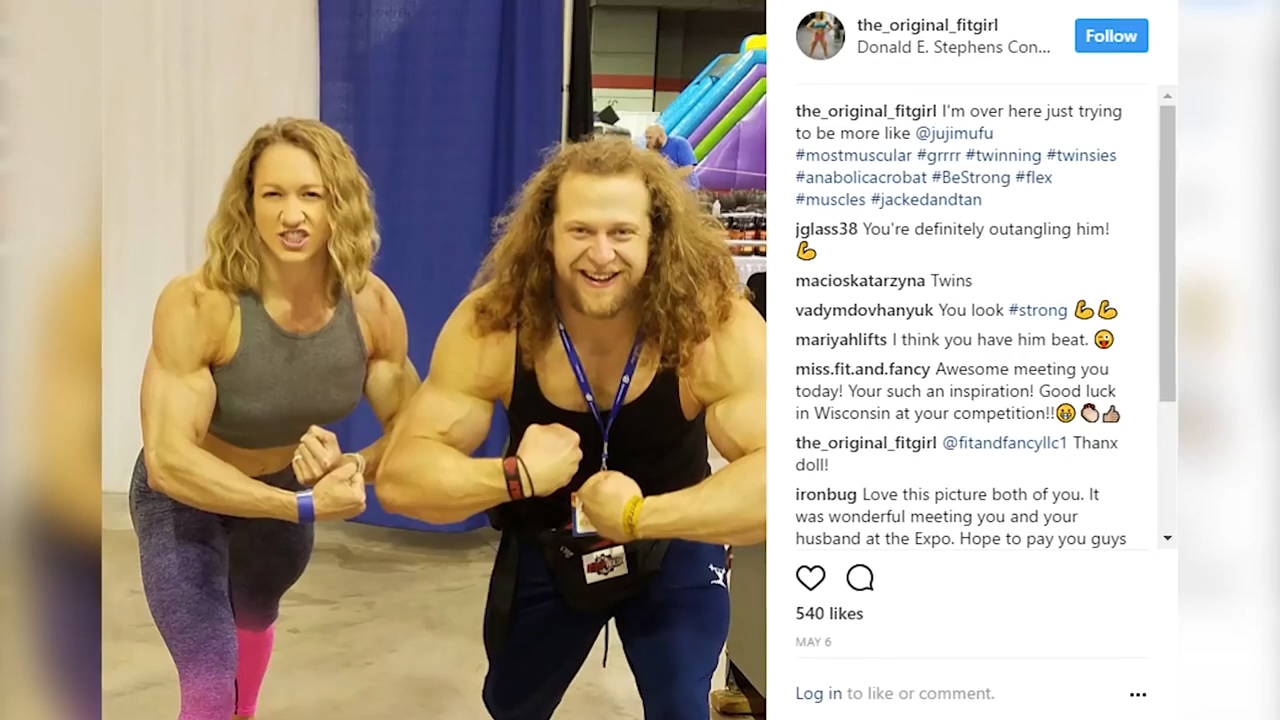 the_original_fitgirl
Donald E. Stephens Con...
Follow
the_original_fitgirl I'm over here just trying
to be more like @jujimufu
#mostmuscular #grrrr #twinning #twinsies
#anabolicacrobat #BeStrong #flex
#muscles #jackedandtan
jglass38 You're definitely outangling him!
💪
macioskatarzyna Twins
vadymdovhanyuk You look #strong 💪💪
mariyahlifts I think you have him beat. 😜
miss.fit.and.fancy Awesome meeting you
today! Your such an inspiration! Good luck
in Wisconsin at your competition!!😁👏🏻👍🏻
the_original_fitgirl @fitandfancyllc1 Thanx
doll!
ironbug Love this picture both of you. It
was wonderful meeting you and your
husband at the Expo. Hope to pay you guys
540 likes
MAY 6
Log in to like or comment.